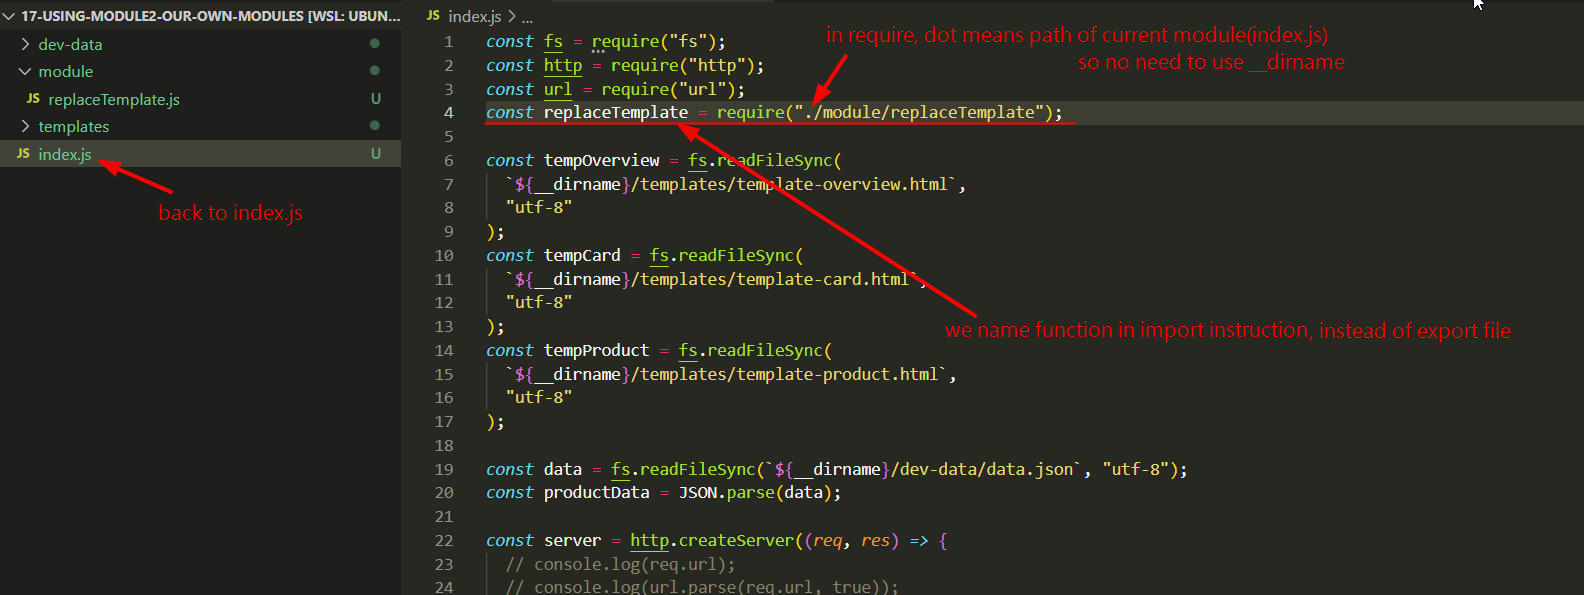 17-USING-MODULE2-OUR-OWN-MODULES [WSL: UBUN...
dev-data
module
JS replaceTemplate.js U
templates
JS index.js U
back to index.js
JS index.js > ...
in require, dot means path of current module(index.js)
so no need to use __dirname
1 const fs = require("fs");
2 const http = require("http");
3 const url = require("url");
4 const replaceTemplate = require("./module/replaceTemplate");
5
6 const tempOverview = fs.readFileSync(
7 `${__dirname}/templates/template-overview.html`,
8 "utf-8"
9 );
10 const tempCard = fs.readFileSync(
11 `${__dirname}/templates/template-card.html`,
12 "utf-8"
13 );
we name function in import instruction, instead of export file
14 const tempProduct = fs.readFileSync(
15 `${__dirname}/templates/template-product.html`,
16 "utf-8"
17 );
18
19 const data = fs.readFileSync(`${__dirname}/dev-data/data.json`, "utf-8");
20 const productData = JSON.parse(data);
21
22 const server = http.createServer((req, res) => {
23 // console.log(req.url);
24 // console.log(url.parse(req.url, true));